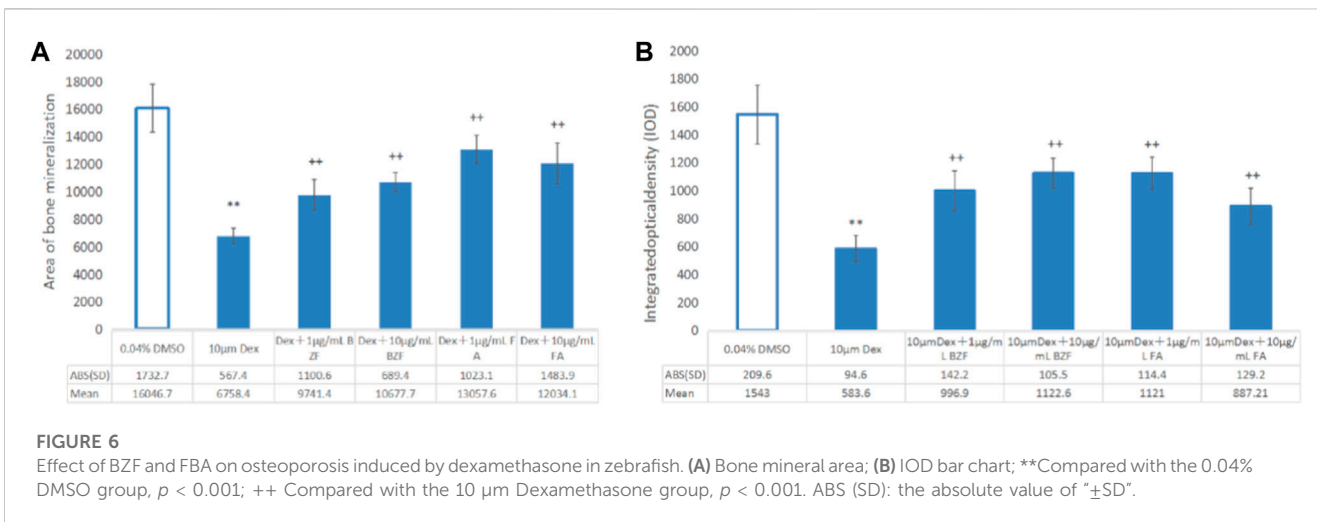 A
20000
18000
16000
14000
12000
10000
8000
6000
4000
2000
0
Area of bone mineralization
**
++
++
++
++
0.04% DMSO
10μm Dex
Dex+1μg/mL B
ZF
Dex+10μg/mL
BZF
Dex+1μg/mL F
A
Dex+10μg/mL
FA
ABS(SD) 1732.7 567.4 1100.6 689.4 1023.1 1483.9
Mean 16046.7 6758.4 9741.4 10677.7 13057.6 12034.1
B
2000
1800
1600
1400
1200
1000
800
600
400
200
0
Integratedopticaldensity (IOD)
**
++
++
++
++
0.04% DMSO
10μm Dex
10μmDex+1μg/m
L BZF
10μmDex+10μg/
mL BZF
10μmDex+1μg/m
L FA
10μmDex+10μg/
mL FA
ABS(SD) 209.6 94.6 142.2 105.5 114.4 129.2
Mean 1543 583.6 996.9 1122.6 1121 887.21
FIGURE 6
Effect of BZF and FBA on osteoporosis induced by dexamethasone in zebrafish. (A) Bone mineral area; (B) IOD bar chart; **Compared with the 0.04%
DMSO group, p < 0.001; ++ Compared with the 10 μm Dexamethasone group, p < 0.001. ABS (SD): the absolute value of "±SD".